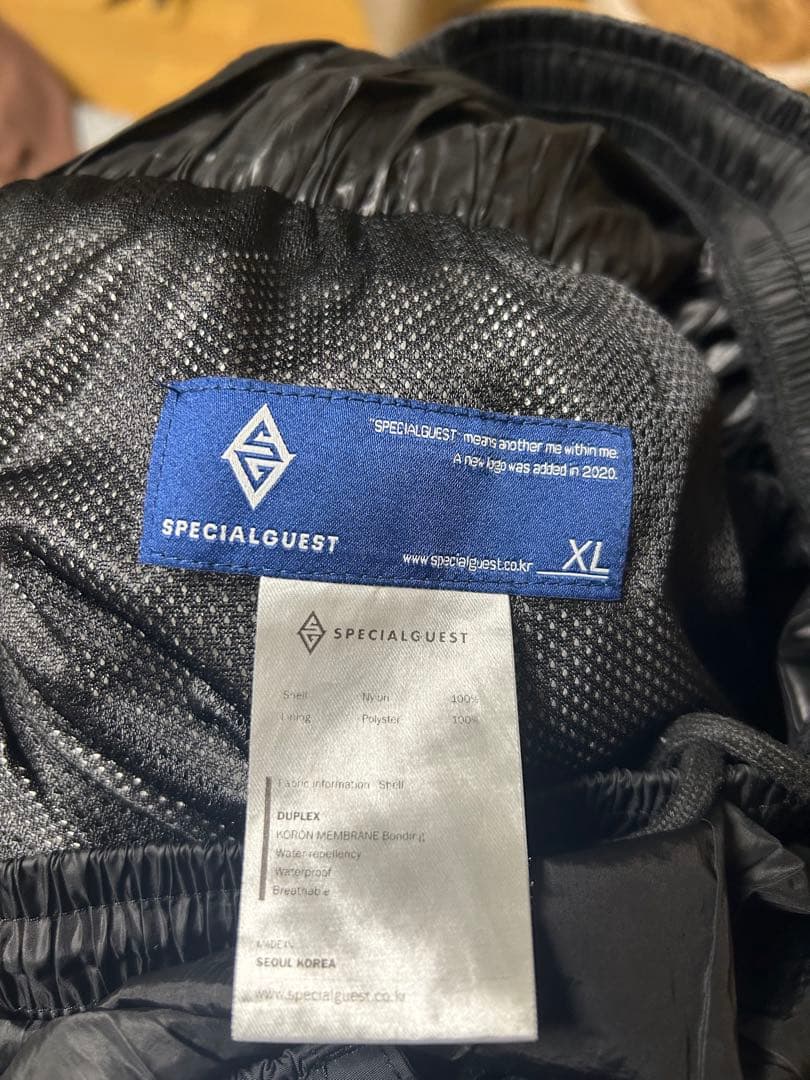 "SPECIALGUEST" means another me within me.
A new logo was added in 2020.
SPECIALGUEST
www.specialguest.co.kr XL
SPECIALGUEST
Shell Nylon 100%
Lining Polyster 100%
Fabric information Shell
DUPLEX
KORON MEMBRANE Bonding
Water repellency
Waterproof
Breathable
MADE IN
SEOUL KOREA
www.specialguest.co.kr